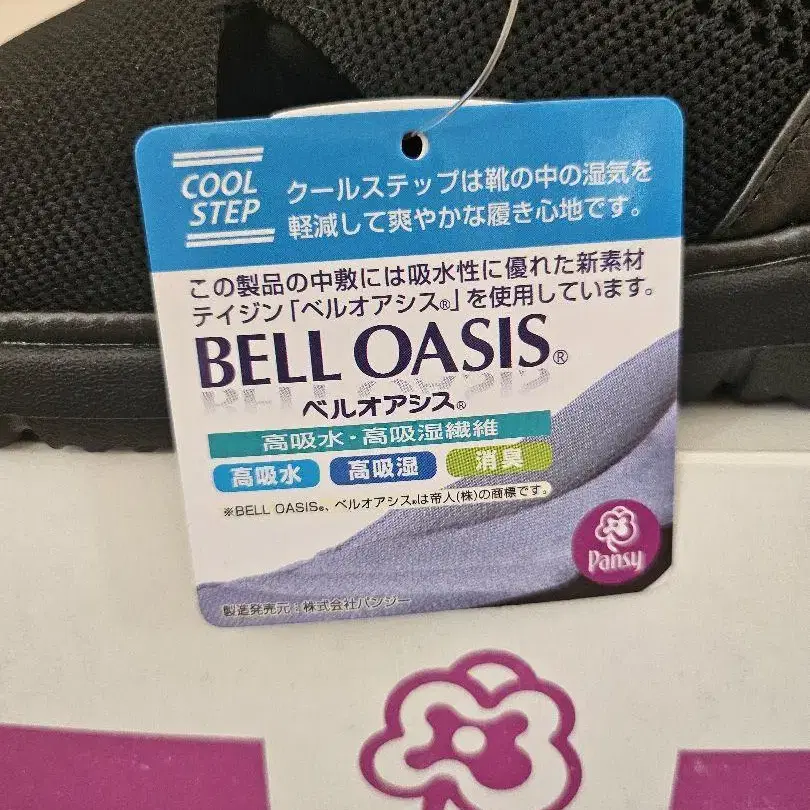 COOL
STEP
クールステップは靴の中の湿気を
軽減して爽やかな履き心地です。
この製品の中敷には吸水性に優れた新素材
テイジン「ベルオアシス®」を使用しています。
BELL OASIS®
ベルオアシス®
高吸水・高吸湿繊維
高吸水 高吸湿 消臭
※BELL OASIS®、ベルオアシス®は帝人(株)の商標です。
Pansy
製造発売元:株式会社パンジー